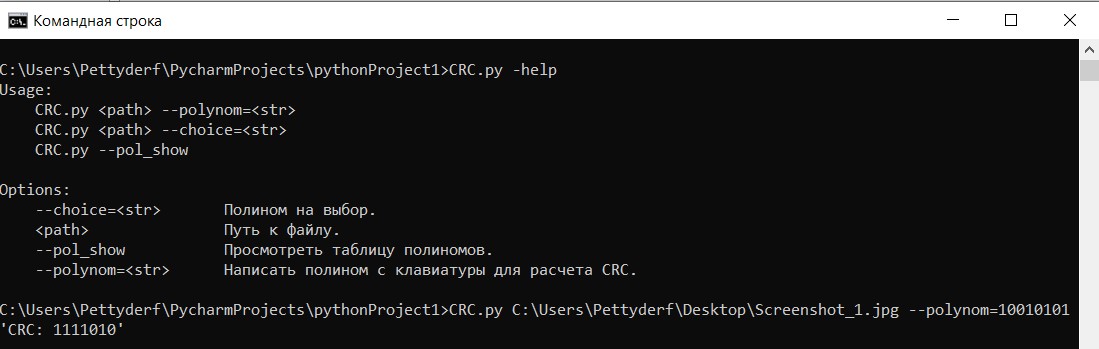 Командная строка
C:\Users\Pettyderf\PycharmProjects\pythonProject1>CRC.py -help
Usage:
    CRC.py <path> --polynom=<str>
    CRC.py <path> --choice=<str>
    CRC.py --pol_show
Options:
    --choice=<str>       Полином на выбор.
    <path>               Путь к файлу.
    --pol_show           Просмотреть таблицу полиномов.
    --polynom=<str>      Написать полином с клавиатуры для расчета CRC.
C:\Users\Pettyderf\PycharmProjects\pythonProject1>CRC.py C:\Users\Pettyderf\Desktop\Screenshot_1.jpg --polynom=10010101
'CRC: 1111010'